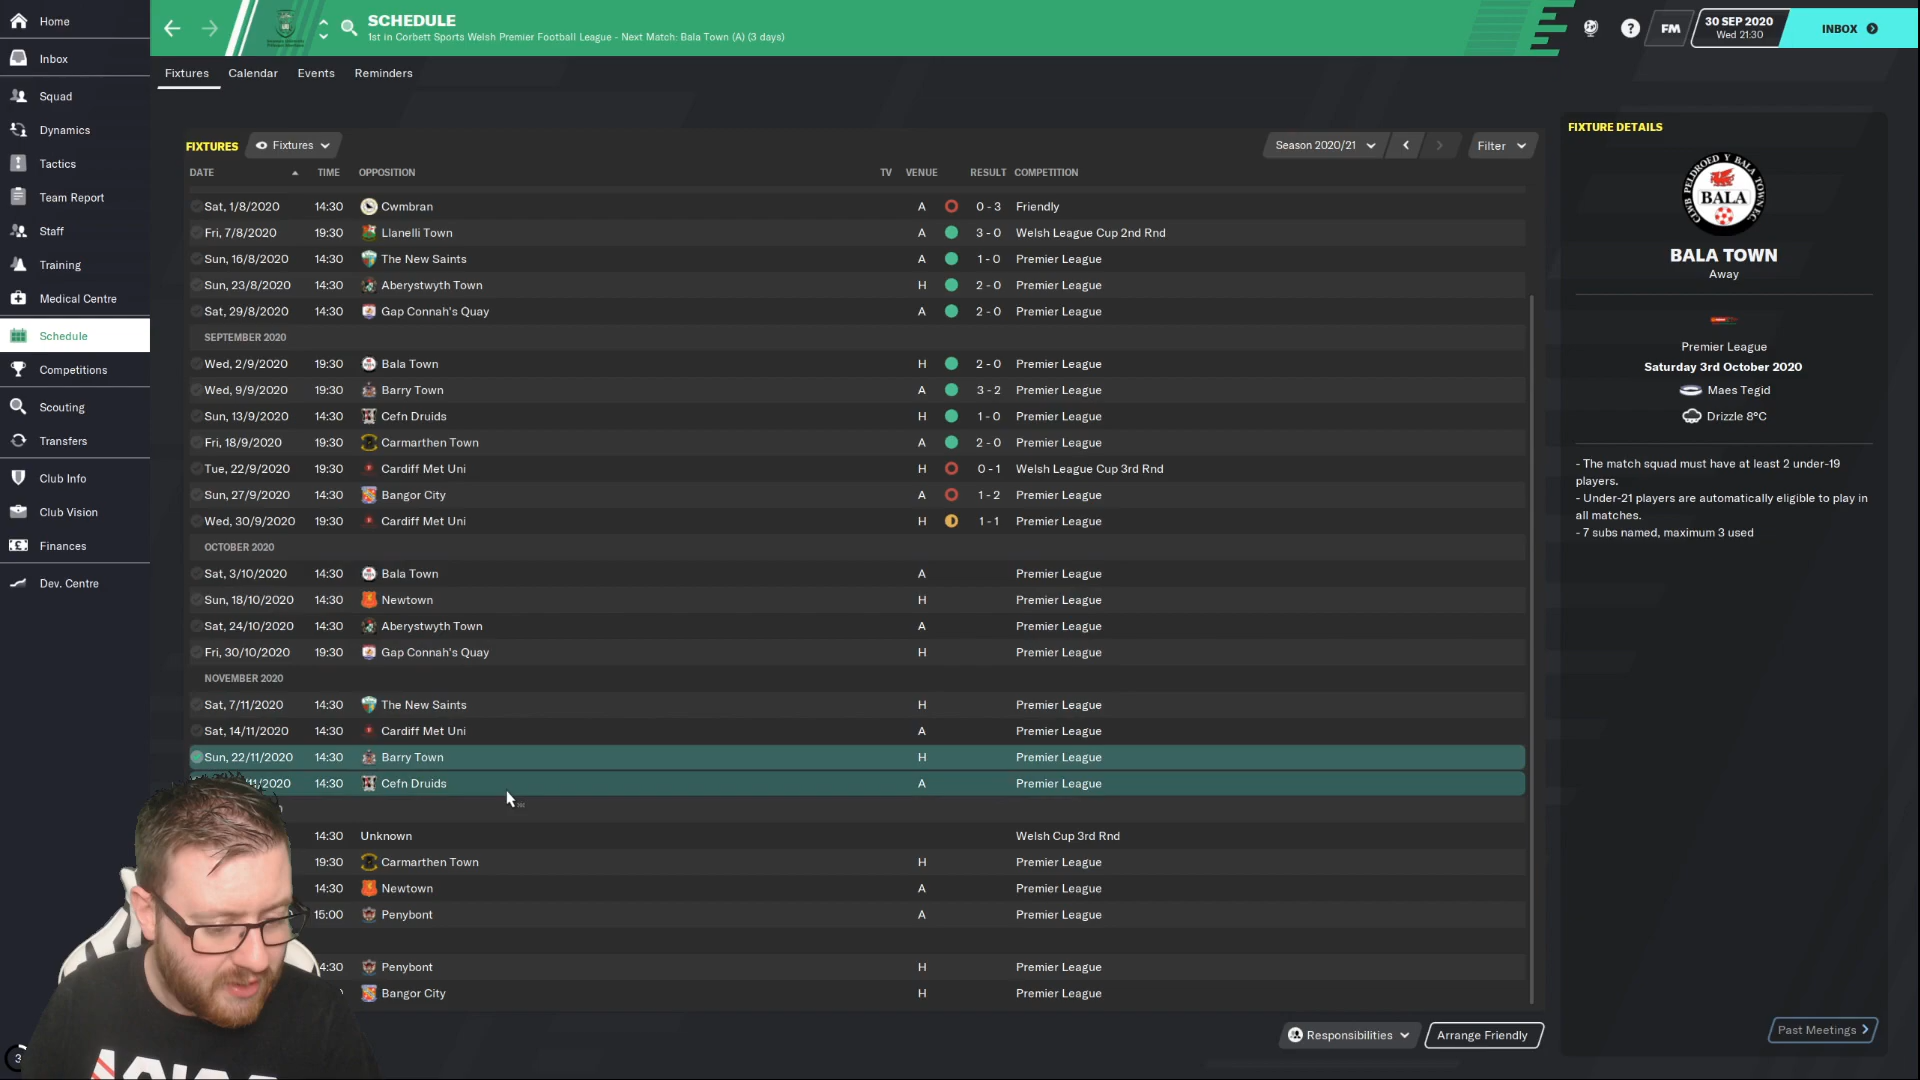 Home
Inbox
Squad
Dynamics
Tactics
Team Report
Staff
Training
Medical Centre
Schedule
Competitions
Scouting
Transfers
Club Info
Club Vision
Finances
Dev. Centre
SCHEDULE
1st in Corbett Sports Welsh Premier Football League - Next Match: Bala Town (A) (3 days)
? FM 30 SEP 2020
Wed 21:30
INBOX
Fixtures Calendar Events Reminders
FIXTURES Fixtures Season 2020/21 Filter
DATE TIME OPPOSITION TV VENUE RESULT COMPETITION
Sat, 1/8/2020 14:30 Cwmbran A 0 - 3 Friendly
Fri, 7/8/2020 19:30 Llanelli Town A 3 - 0 Welsh League Cup 2nd Rnd
Sun, 16/8/2020 14:30 The New Saints A 1 - 0 Premier League
Sun, 23/8/2020 14:30 Aberystwyth Town H 2 - 0 Premier League
Sat, 29/8/2020 14:30 Gap Connah's Quay A 2 - 0 Premier League
SEPTEMBER 2020
Wed, 2/9/2020 19:30 Bala Town H 2 - 0 Premier League
Wed, 9/9/2020 19:30 Barry Town A 3 - 2 Premier League
Sun, 13/9/2020 14:30 Cefn Druids H 1 - 0 Premier League
Fri, 18/9/2020 19:30 Carmarthen Town A 2 - 0 Premier League
Tue, 22/9/2020 19:30 Cardiff Met Uni H 0 - 1 Welsh League Cup 3rd Rnd
Sun, 27/9/2020 14:30 Bangor City A 1 - 2 Premier League
Wed, 30/9/2020 19:30 Cardiff Met Uni H 1 - 1 Premier League
OCTOBER 2020
Sat, 3/10/2020 14:30 Bala Town A Premier League
Sun, 18/10/2020 14:30 Newtown H Premier League
Sat, 24/10/2020 14:30 Aberystwyth Town A Premier League
Fri, 30/10/2020 19:30 Gap Connah's Quay H Premier League
NOVEMBER 2020
Sat, 7/11/2020 14:30 The New Saints H Premier League
Sat, 14/11/2020 14:30 Cardiff Met Uni A Premier League
Sun, 22/11/2020 14:30 Barry Town H Premier League
14:30 Cefn Druids A Premier League
14:30 Unknown Welsh Cup 3rd Rnd
19:30 Carmarthen Town H Premier League
14:30 Newtown A Premier League
15:00 Penybont A Premier League
Penybont H Premier League
Bangor City H Premier League
Responsibilities Arrange Friendly
FIXTURE DETAILS
CLWB PELDROED Y BALA TOWN FC
BALA
BALA TOWN
Away
Premier League
Saturday 3rd October 2020
Maes Tegid
Drizzle 8°C
- The match squad must have at least 2 under-19
players.
- Under-21 players are automatically eligible to play in
all matches.
- 7 subs named, maximum 3 used
Past Meetings